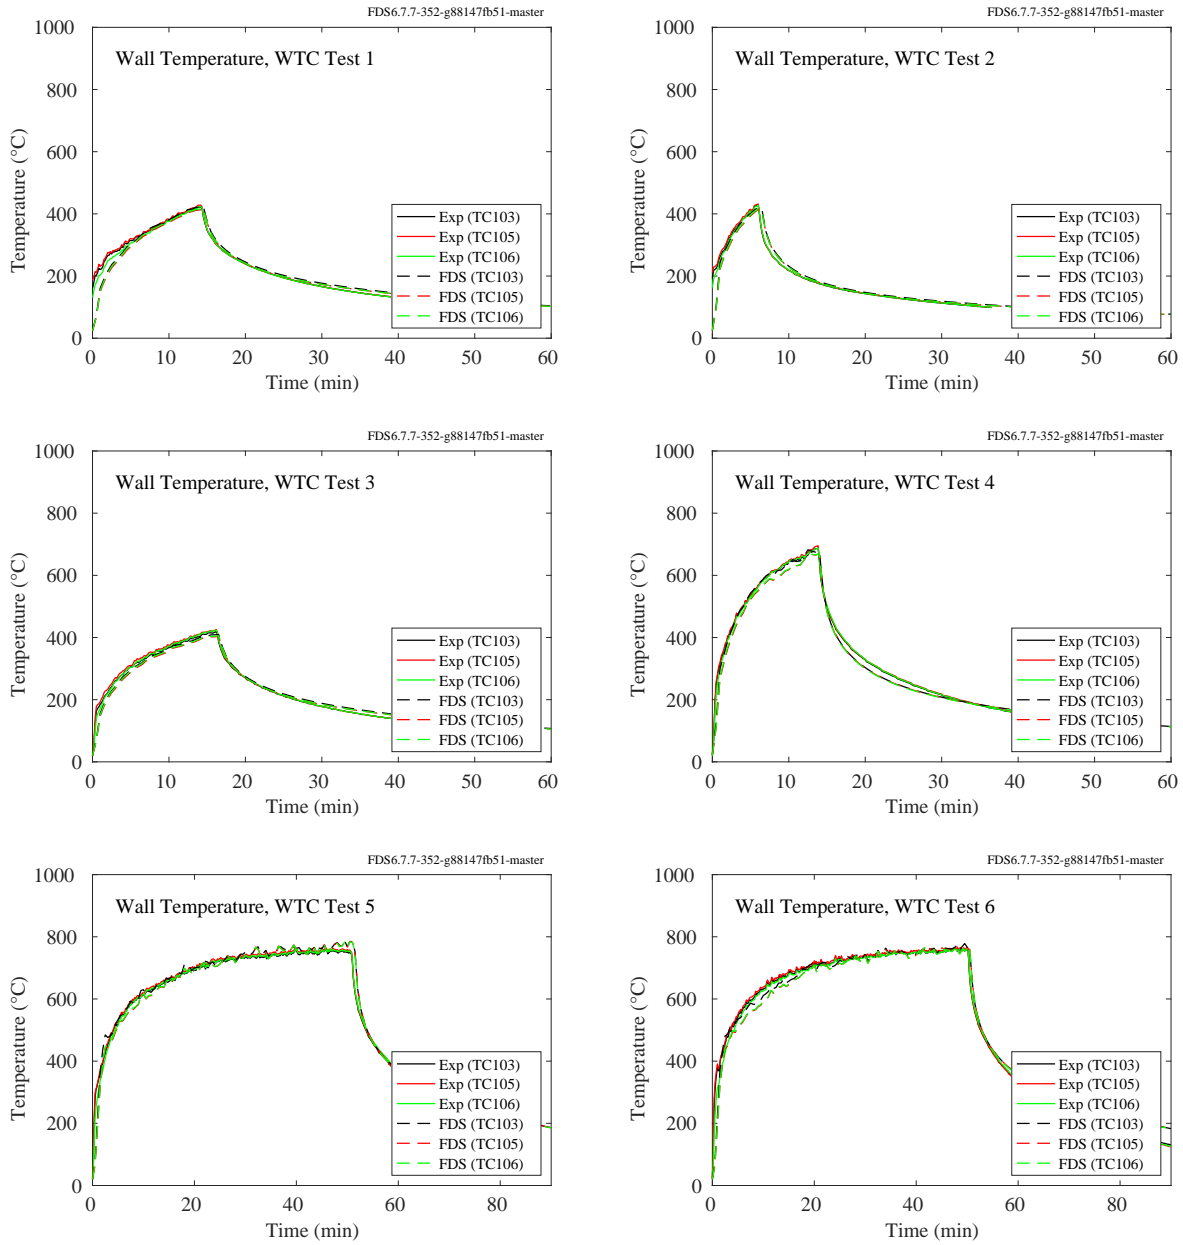 FDS6.7.7-352-g88147fb51-master
Wall Temperature, WTC Test 1
Temperature (°C)
1000
800
600
400
200
0
0 10 20 30 40 50 60
Time (min)
Exp (TC103)
Exp (TC105)
Exp (TC106)
FDS (TC103)
FDS (TC105)
FDS (TC106)
FDS6.7.7-352-g88147fb51-master
Wall Temperature, WTC Test 2
Temperature (°C)
1000
800
600
400
200
0
0 10 20 30 40 50 60
Time (min)
Exp (TC103)
Exp (TC105)
Exp (TC106)
FDS (TC103)
FDS (TC105)
FDS (TC106)
FDS6.7.7-352-g88147fb51-master
Wall Temperature, WTC Test 3
Temperature (°C)
1000
800
600
400
200
0
0 10 20 30 40 50 60
Time (min)
Exp (TC103)
Exp (TC105)
Exp (TC106)
FDS (TC103)
FDS (TC105)
FDS (TC106)
FDS6.7.7-352-g88147fb51-master
Wall Temperature, WTC Test 4
Temperature (°C)
1000
800
600
400
200
0
0 10 20 30 40 50 60
Time (min)
Exp (TC103)
Exp (TC105)
Exp (TC106)
FDS (TC103)
FDS (TC105)
FDS (TC106)
FDS6.7.7-352-g88147fb51-master
Wall Temperature, WTC Test 5
Temperature (°C)
1000
800
600
400
200
0
0 20 40 60 80
Time (min)
Exp (TC103)
Exp (TC105)
Exp (TC106)
FDS (TC103)
FDS (TC105)
FDS (TC106)
FDS6.7.7-352-g88147fb51-master
Wall Temperature, WTC Test 6
Temperature (°C)
1000
800
600
400
200
0
0 20 40 60 80
Time (min)
Exp (TC103)
Exp (TC105)
Exp (TC106)
FDS (TC103)
FDS (TC105)
FDS (TC106)